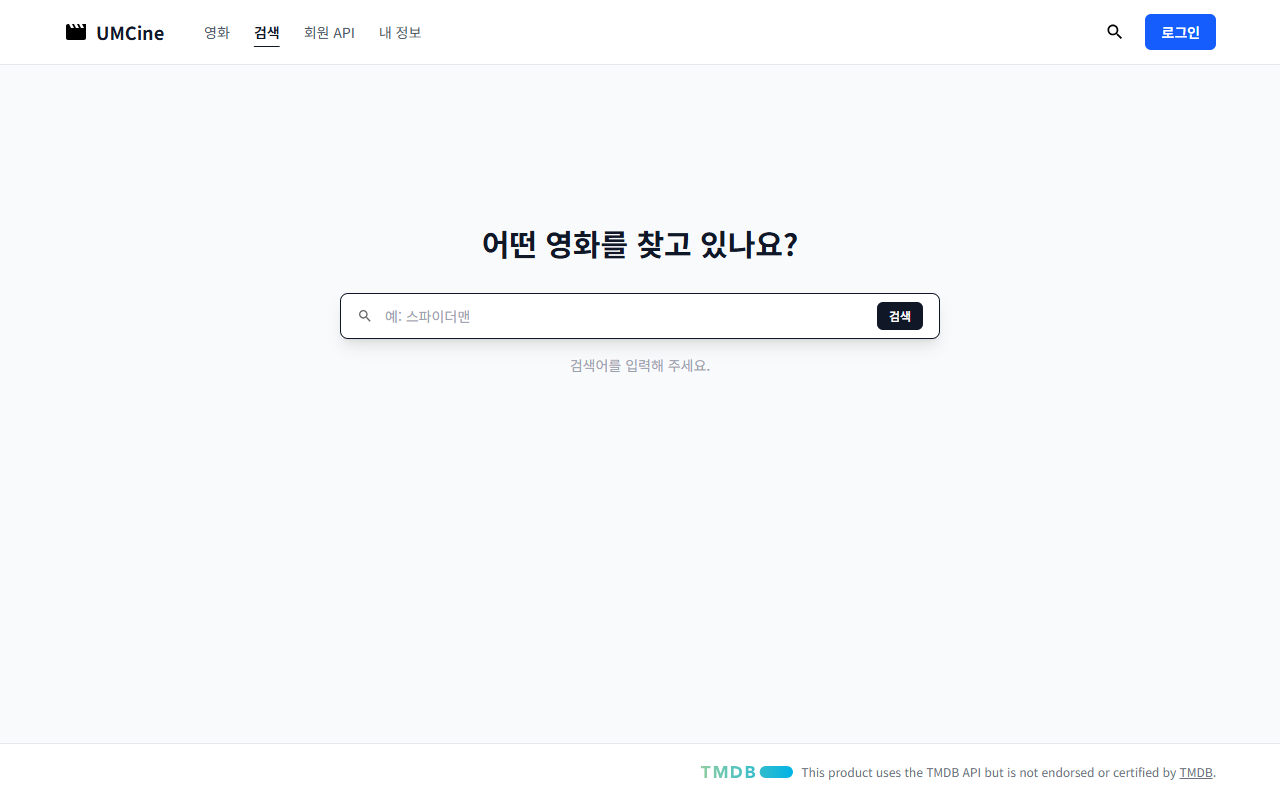 UMCine 영화 검색 회원 API 내 정보 로그인
어떤 영화를 찾고 있나요?
예: 스파이더맨 검색
검색어를 입력해 주세요.
TMDB This product uses the TMDB API but is not endorsed or certified by TMDB.